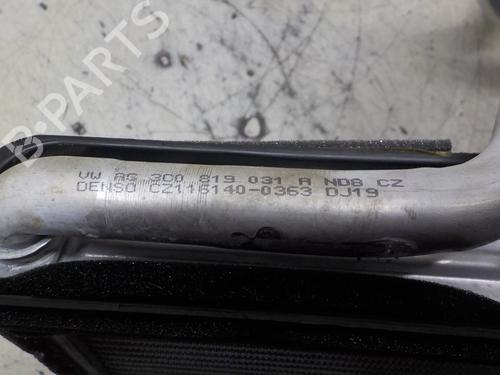 B-PARTS
VW AG 3C0 819 031 A ND8 CZ
DENSO CZ116140-0363 DJ19